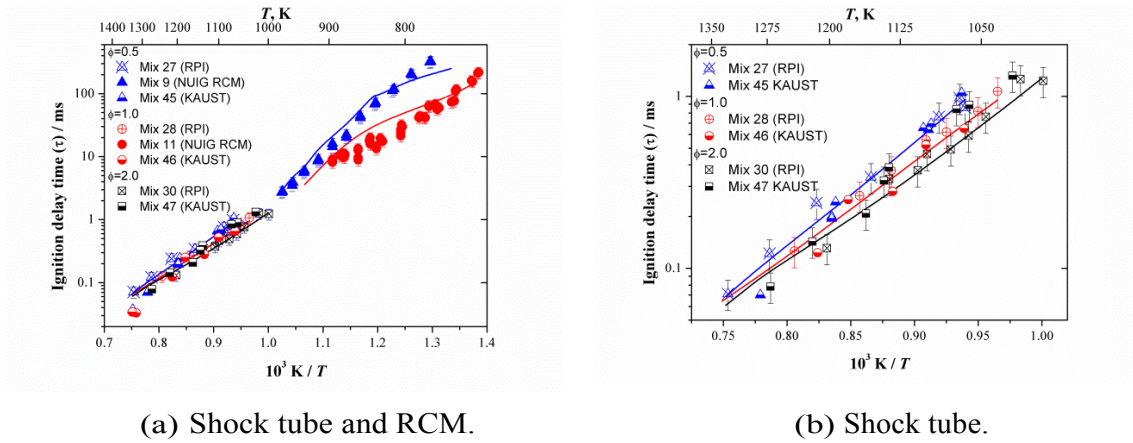 T, K
1400 1300 1200 1100 1000 900 800
ϕ=0.5
Mix 27 (RPI)
Mix 9 (NUIG RCM)
Mix 45 (KAUST)
ϕ=1.0
Mix 28 (RPI)
Mix 11 (NUIG RCM)
Mix 46 (KAUST)
ϕ=2.0
Mix 30 (RPI)
Mix 47 (KAUST)
Ignition delay time (τ) / ms
100
10
1
0.1
0.7 0.8 0.9 1.0 1.1 1.2 1.3 1.4
10³ K / T
(a) Shock tube and RCM.
T, K
1350 1275 1200 1125 1050
ϕ=0.5
Mix 27 (RPI)
Mix 45 KAUST
ϕ=1.0
Mix 28 (RPI)
Mix 46 (KAUST)
ϕ=2.0
Mix 30 (RPI)
Mix 47 KAUST
Ignition delay time (τ) / ms
1
0.1
0.75 0.80 0.85 0.90 0.95 1.00
10³ K / T
(b) Shock tube.